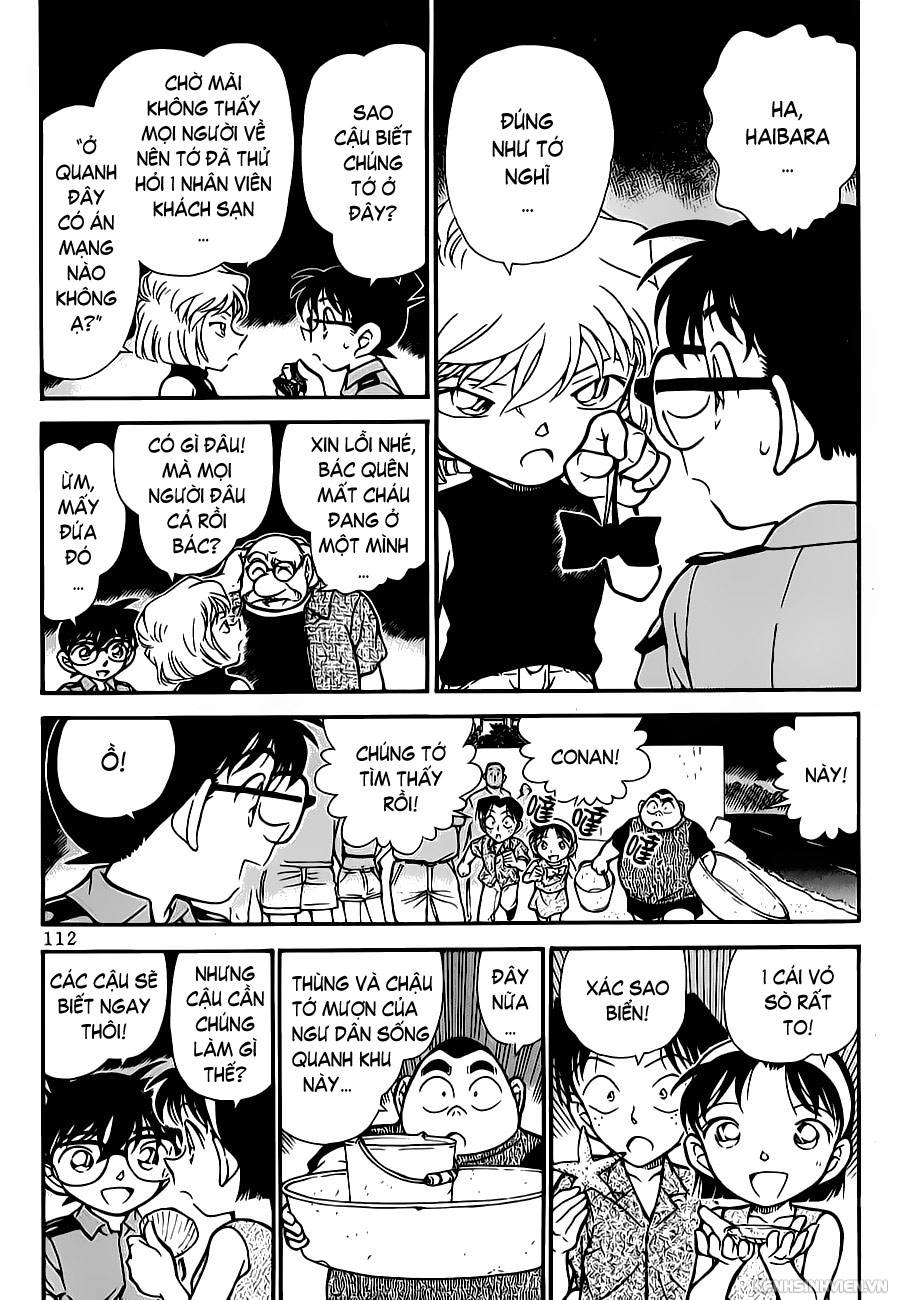 HA,
HAIBARA
...
ĐÚNG
NHƯ TỚ
NGHĨ
...
SAO
CẬU BIẾT
CHÚNG
TỚ Ở
ĐÂY?
CHỜ MÃI
KHÔNG THẤY
MỌI NGƯỜI VỀ
NÊN TỚ ĐÃ THỬ
HỎI 1 NHÂN VIÊN
KHÁCH SẠN
...
"Ở
QUANH
ĐÂY
CÓ ÁN
MẠNG
NÀO
KHÔNG
Ạ?"
XIN LỖI NHÉ,
BÁC QUÊN
MẤT CHÁU
ĐANG Ở
MỘT MÌNH
...
CÓ GÌ ĐÂU!
MÀ MỌI
NGƯỜI ĐÂU
CẢ RỒI
BÁC?
ỪM,
MẤY
ĐỨA
ĐÓ
...
NÀY!
CONAN!
CHÚNG TỚ
TÌM THẤY
RỒI!
噠
噠
噠
Ồ!
112
1 CÁI VỎ
SÒ RẤT
TO!
XÁC SAO
BIỂN!
ĐÂY
NỮA
...
THÙNG VÀ CHẬU
TỚ MƯỢN CỦA
NGƯ DÂN SỐNG
QUANH KHU
NÀY...
NHƯNG
CẬU CẦN
CHÚNG
LÀM GÌ
THẾ?
CÁC CẬU SẼ
BIẾT NGAY
THÔI!
KENHSINHVIEN.VN